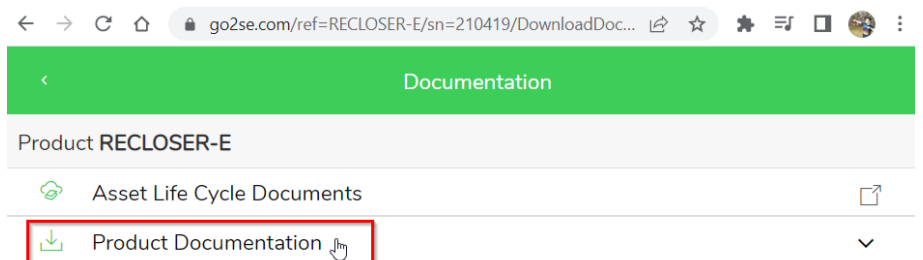 go2se.com/ref=RECLOSER-E/sn=210419/DownloadDoc...
Documentation
Product RECLOSER-E
Asset Life Cycle Documents
Product Documentation